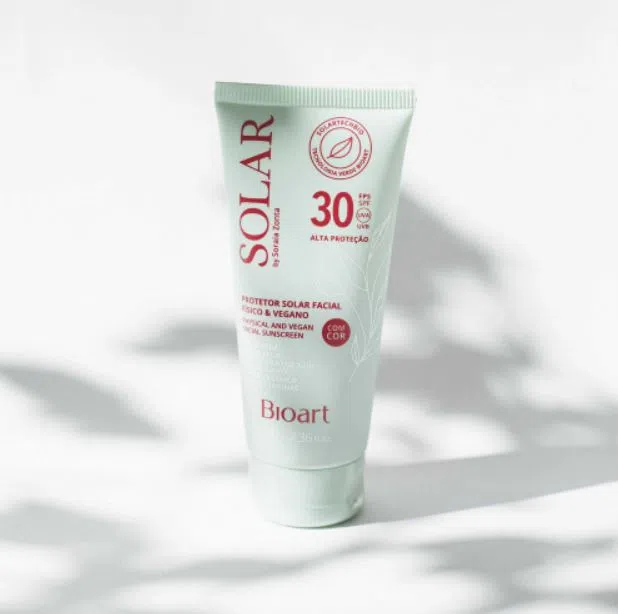 SOLAR
by Soraia Zonta
SOLARTECHBIO
TECNOLOGIA VERDE BIOART
30
FPS
SPF
UVA
UVB
ALTA PROTEÇÃO
PROTETOR SOLAR FACIAL
FÍSICO & VEGANO
PHYSICAL AND VEGAN
FACIAL SUNSCREEN
COM
COR
Bioart